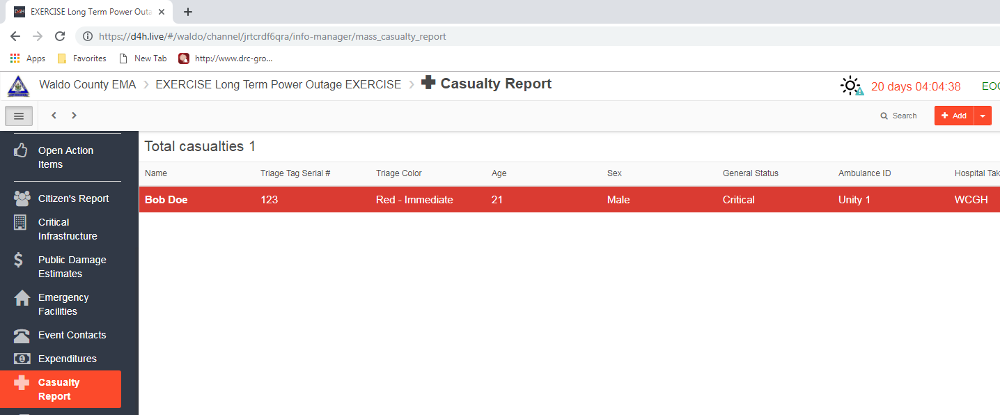 D4H EXERCISE Long Term Power Outa
https://d4h.live/#/waldo/channel/jrtcrdf6qra/info-manager/mass_casualty_report
Apps Favorites New Tab http://www.drc-gro...
Waldo County EMA EXERCISE Long Term Power Outage EXERCISE Casualty Report 20 days 04:04:38 EOC
Search Add
Total casualties 1
Name Triage Tag Serial # Triage Color Age Sex General Status Ambulance ID Hospital Tak
Bob Doe 123 Red - Immediate 21 Male Critical Unity 1 WCGH
Open Action
Items
Citizen's Report
Critical
Infrastructure
Public Damage
Estimates
Emergency
Facilities
Event Contacts
Expenditures
Casualty
Report